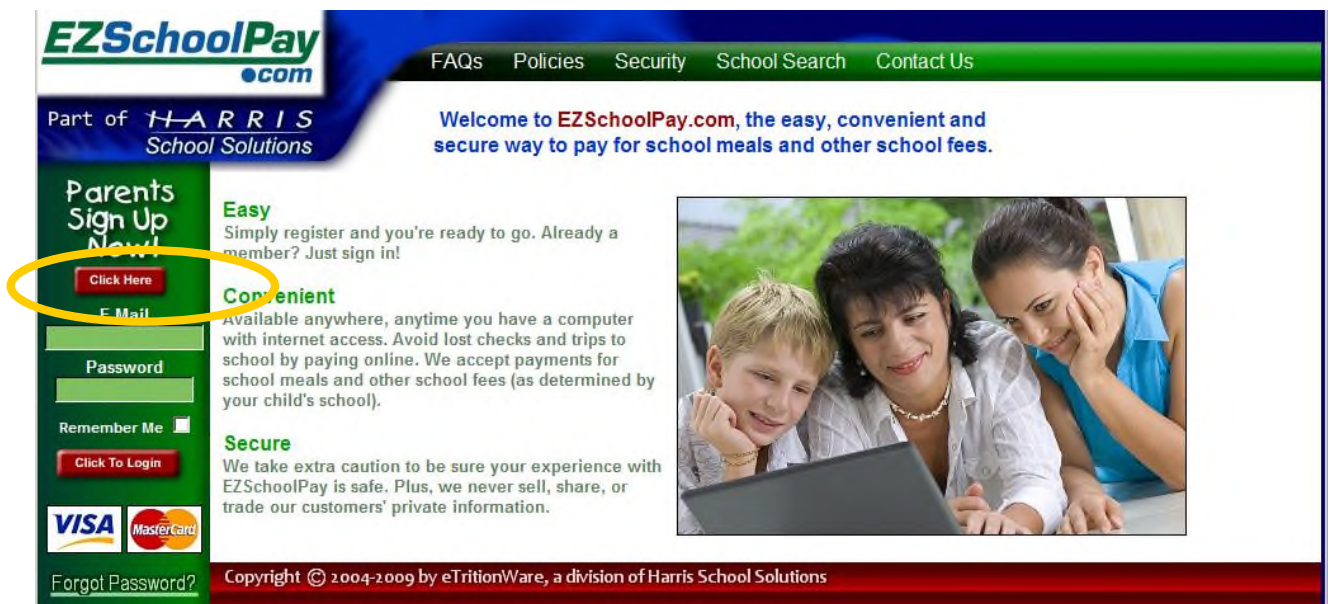 EZSchoolPay
.com
FAQs Policies Security School Search Contact Us
Part of HARRIS
School Solutions
Welcome to EZSchoolPay.com, the easy, convenient and
secure way to pay for school meals and other school fees.
Parents
Sign Up
Now!
Click Here
E Mail
Password
Remember Me
Click To Login
VISA MasterCard
Forgot Password?
Easy
Simply register and you're ready to go. Already a
member? Just sign in!
Convenient
Available anywhere, anytime you have a computer
with internet access. Avoid lost checks and trips to
school by paying online. We accept payments for
school meals and other school fees (as determined by
your child's school).
Secure
We take extra caution to be sure your experience with
EZSchoolPay is safe. Plus, we never sell, share, or
trade our customers' private information.
Copyright © 2004-2009 by eTritionWare, a division of Harris School Solutions